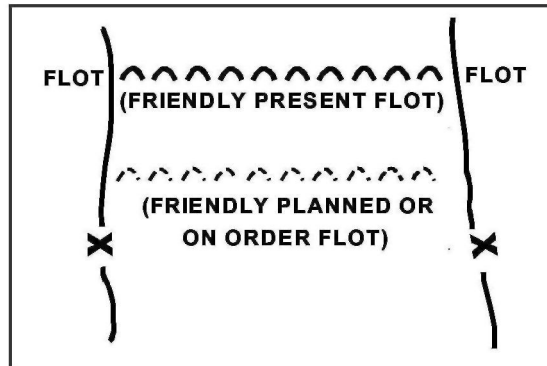 FLOT
FLOT
(FRIENDLY PRESENT FLOT)
(FRIENDLY PLANNED OR
ON ORDER FLOT)
X
X